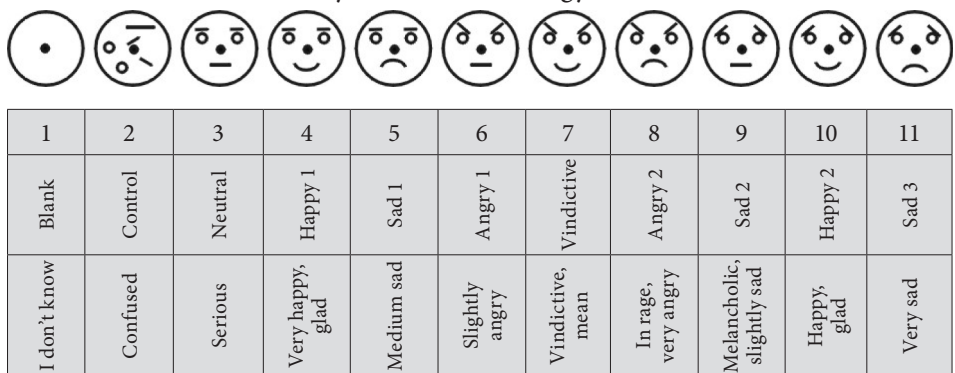 1 2 3 4 5 6 7 8 9 10 11
Blank Control Neutral Happy 1 Sad 1 Angry 1 Vindictive Angry 2 Sad 2 Happy 2 Sad 3
I don't know
Confused
Serious
Very happy,
glad
Medium sad
Slightly
angry
Vindictive,
mean
In rage,
very angry
Melancholic,
slightly sad
Happy,
glad
Very sad